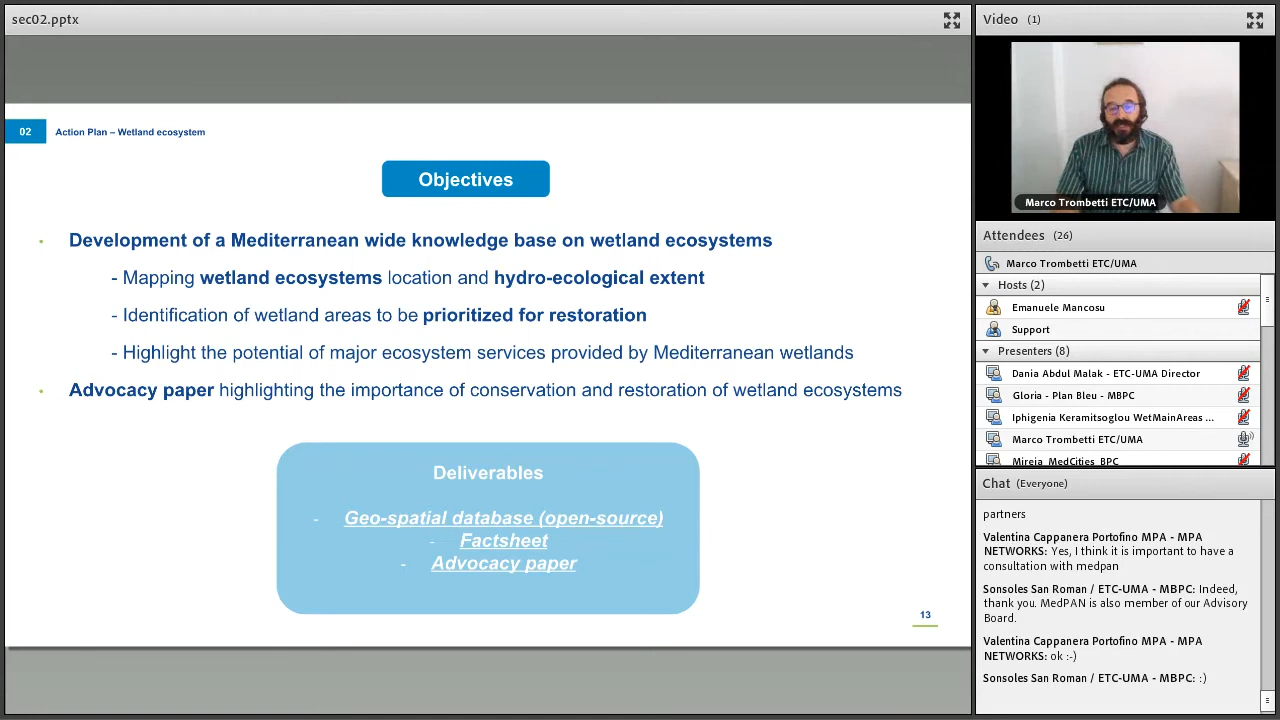 sec02.pptx
02
Action Plan – Wetland ecosystem
Objectives
• Development of a Mediterranean wide knowledge base on wetland ecosystems
- Mapping wetland ecosystems location and hydro-ecological extent
- Identification of wetland areas to be prioritized for restoration
- Highlight the potential of major ecosystem services provided by Mediterranean wetlands
• Advocacy paper highlighting the importance of conservation and restoration of wetland ecosystems
Deliverables
- Geo-spatial database (open-source)
- Factsheet
- Advocacy paper
13
Video (1)
Marco Trombetti ETC/UMA
Attendees (26)
Marco Trombetti ETC/UMA
Hosts (2)
Emanuele Mancosu
Support
Presenters (8)
Dania Abdul Malak - ETC-UMA Director
Gloria - Plan Bleu - MBPC
Iphigenia Keramitsoglou WetMainAreas ...
Marco Trombetti ETC/UMA
Mireia_MedCities_BPC
Chat (Everyone)
partners
Valentina Cappanera Portofino MPA - MPA
NETWORKS: Yes, I think it is important to have a
consultation with medpan
Sonsoles San Roman / ETC-UMA - MBPC: Indeed,
thank you. MedPAN is also member of our Advisory
Board.
Valentina Cappanera Portofino MPA - MPA
NETWORKS: ok :-)
Sonsoles San Roman / ETC-UMA - MBPC: :)